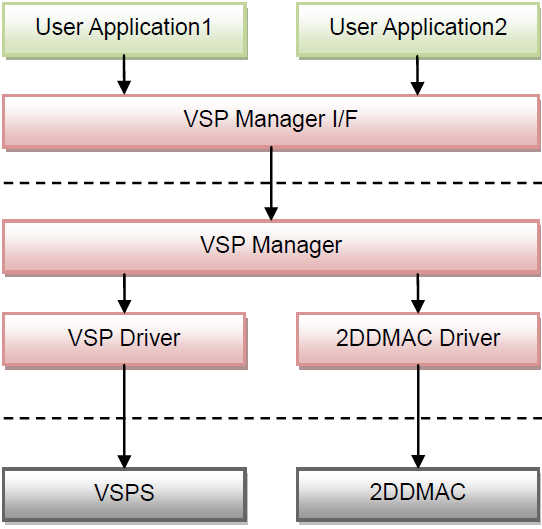 User Application1
User Application2
VSP Manager I/F
VSP Manager
VSP Driver
2DDMAC Driver
VSPS
2DDMAC